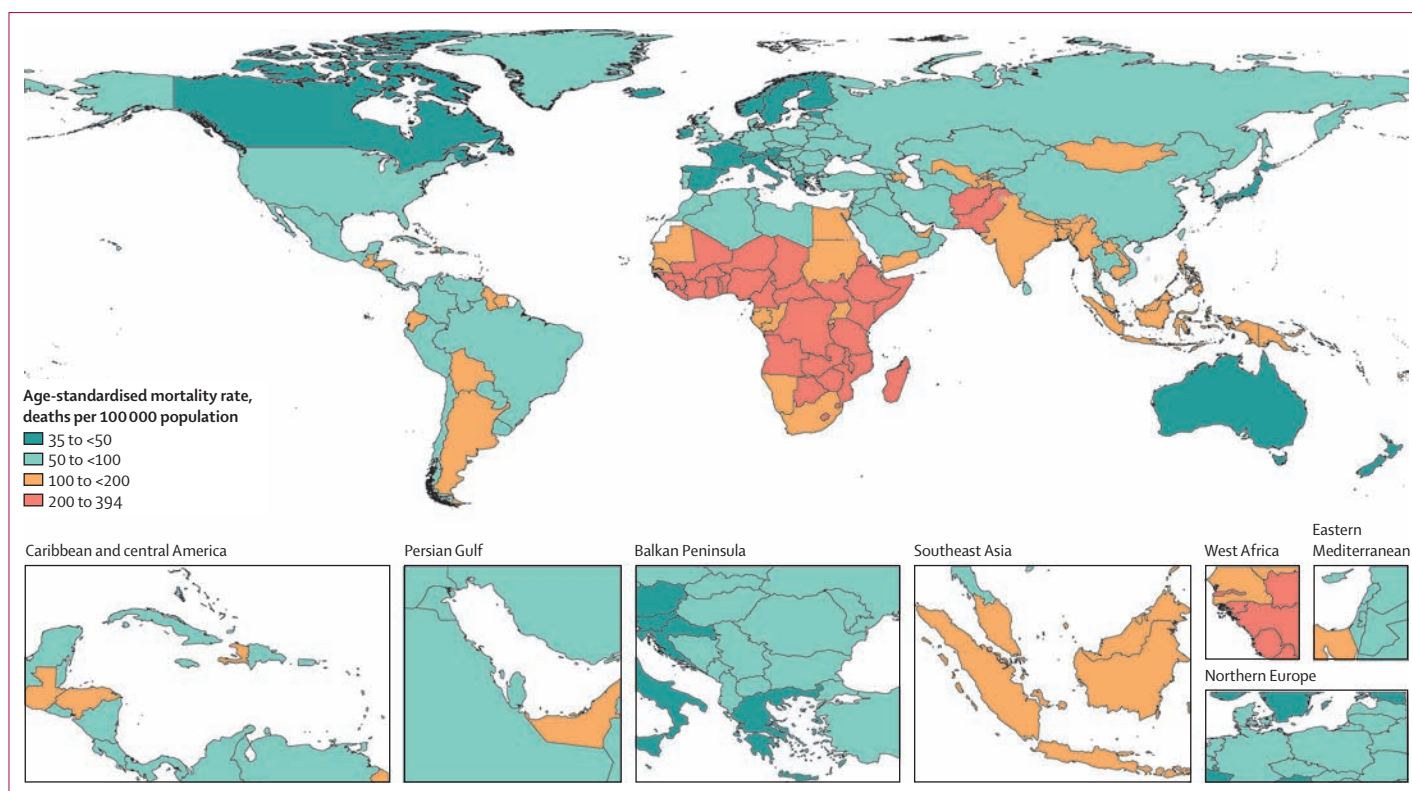 Age-standardised mortality rate,
deaths per 100 000 population
35 to <50
50 to <100
100 to <200
200 to 394
Caribbean and central America
Persian Gulf
Balkan Peninsula
Southeast Asia
West Africa
Eastern
Mediterranean
Northern Europe